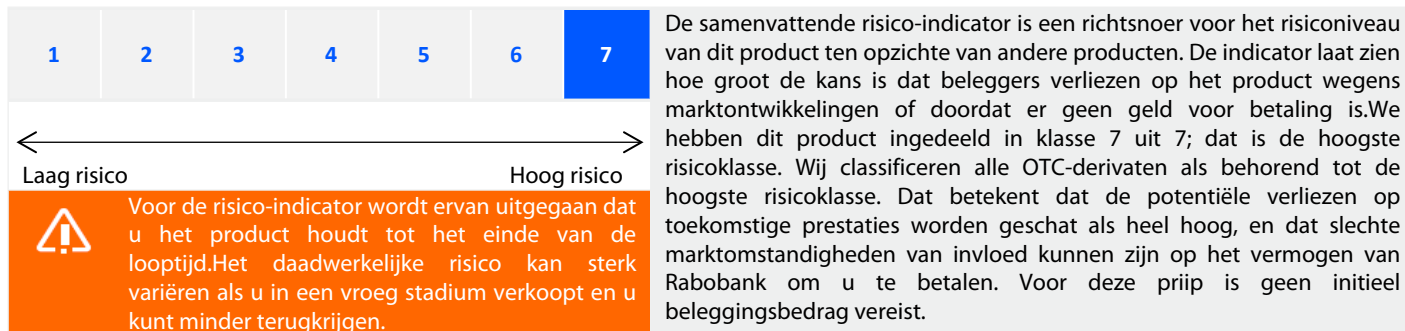 1 2 3 4 5 6 7
Laag risico Hoog risico
Voor de risico-indicator wordt ervan uitgegaan dat
u het product houdt tot het einde van de
looptijd.Het daadwerkelijke risico kan sterk
variëren als u in een vroeg stadium verkoopt en u
kunt minder terugkrijgen.
De samenvattende risico-indicator is een richtsnoer voor het risiconiveau
van dit product ten opzichte van andere producten. De indicator laat zien
hoe groot de kans is dat beleggers verliezen op het product wegens
marktontwikkelingen of doordat er geen geld voor betaling is.We
hebben dit product ingedeeld in klasse 7 uit 7; dat is de hoogste
risicoklasse. Wij classificeren alle OTC-derivaten als behorend tot de
hoogste risicoklasse. Dat betekent dat de potentiële verliezen op
toekomstige prestaties worden geschat als heel hoog, en dat slechte
marktomstandigheden van invloed kunnen zijn op het vermogen van
Rabobank om u te betalen. Voor deze priip is geen initieel
beleggingsbedrag vereist.